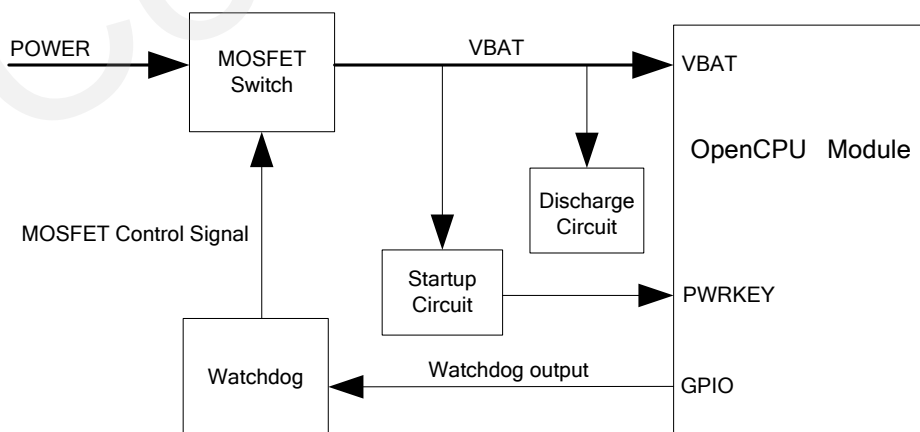 POWER
MOSFET
Switch
VBAT
VBAT
OpenCPU Module
Discharge
Circuit
MOSFET Control Signal
Startup
Circuit
PWRKEY
Watchdog
Watchdog output
GPIO